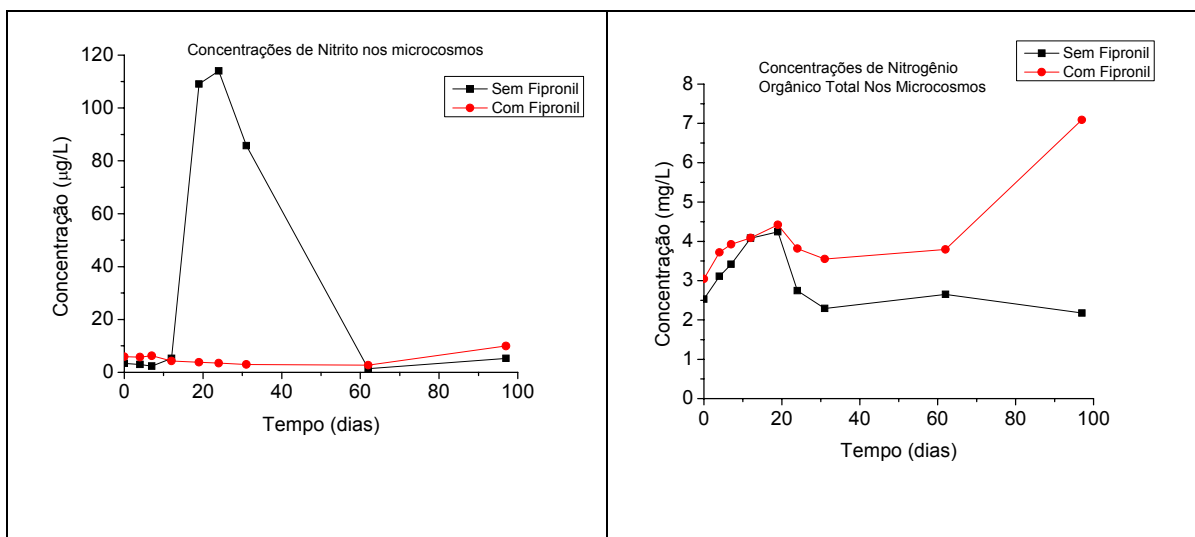 Concentrações de Nitrito nos microcosmos
Sem Fipronil
Com Fipronil
120
100
80
60
40
20
0
Concentração (µg/L)
0 20 40 60 80 100
Tempo (dias)
Sem Fipronil
Com Fipronil
Concentrações de Nitrogênio
Orgânico Total Nos Microcosmos
8
7
6
5
4
3
2
1
0
Concentração (mg/L)
0 20 40 60 80 100
Tempo (dias)